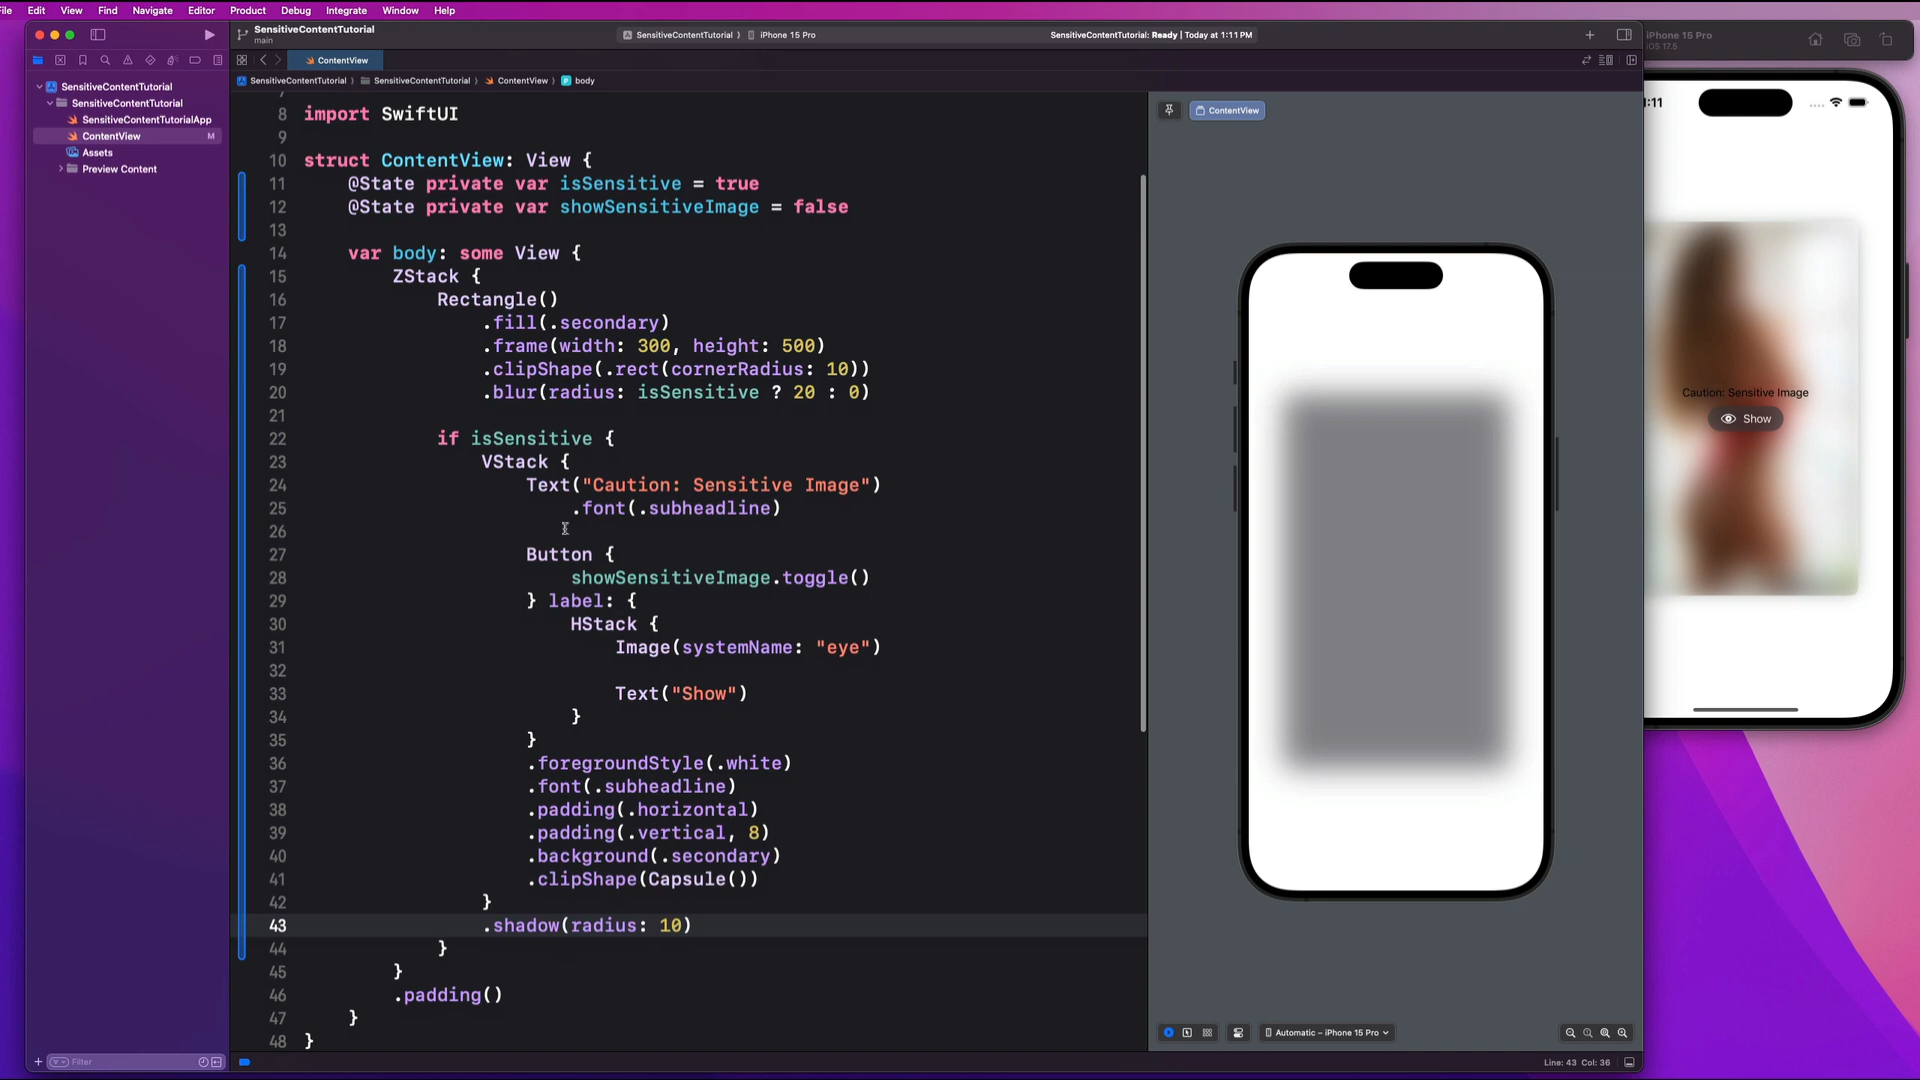 File Edit View Find Navigate Editor Product Debug Integrate Window Help
SensitiveContentTutorial
main
SensitiveContentTutorial ⟩ iPhone 15 Pro
SensitiveContentTutorial: Ready | Today at 1:11 PM
ContentView
SensitiveContentTutorial ⟩ SensitiveContentTutorial ⟩ ContentView ⟩ P body
SensitiveContentTutorial
SensitiveContentTutorial
SensitiveContentTutorialApp
ContentView M
Assets
Preview Content
8 import SwiftUI
9
10 struct ContentView: View {
11 @State private var isSensitive = true
12 @State private var showSensitiveImage = false
13
14 var body: some View {
15 ZStack {
16 Rectangle()
17 .fill(.secondary)
18 .frame(width: 300, height: 500)
19 .clipShape(.rect(cornerRadius: 10))
20 .blur(radius: isSensitive ? 20 : 0)
21
22 if isSensitive {
23 VStack {
24 Text("Caution: Sensitive Image")
25 .font(.subheadline)
26
27 Button {
28 showSensitiveImage.toggle()
29 } label: {
30 HStack {
31 Image(systemName: "eye")
32
33 Text("Show")
34 }
35 }
36 .foregroundStyle(.white)
37 .font(.subheadline)
38 .padding(.horizontal)
39 .padding(.vertical, 8)
40 .background(.secondary)
41 .clipShape(Capsule())
42 }
43 .shadow(radius: 10)
44 }
45 }
46 .padding()
47 }
48 }
Filter
ContentView
Automatic – iPhone 15 Pro
Line: 43 Col: 36
iPhone 15 Pro
iOS 17.5
:11
Caution: Sensitive Image
Show